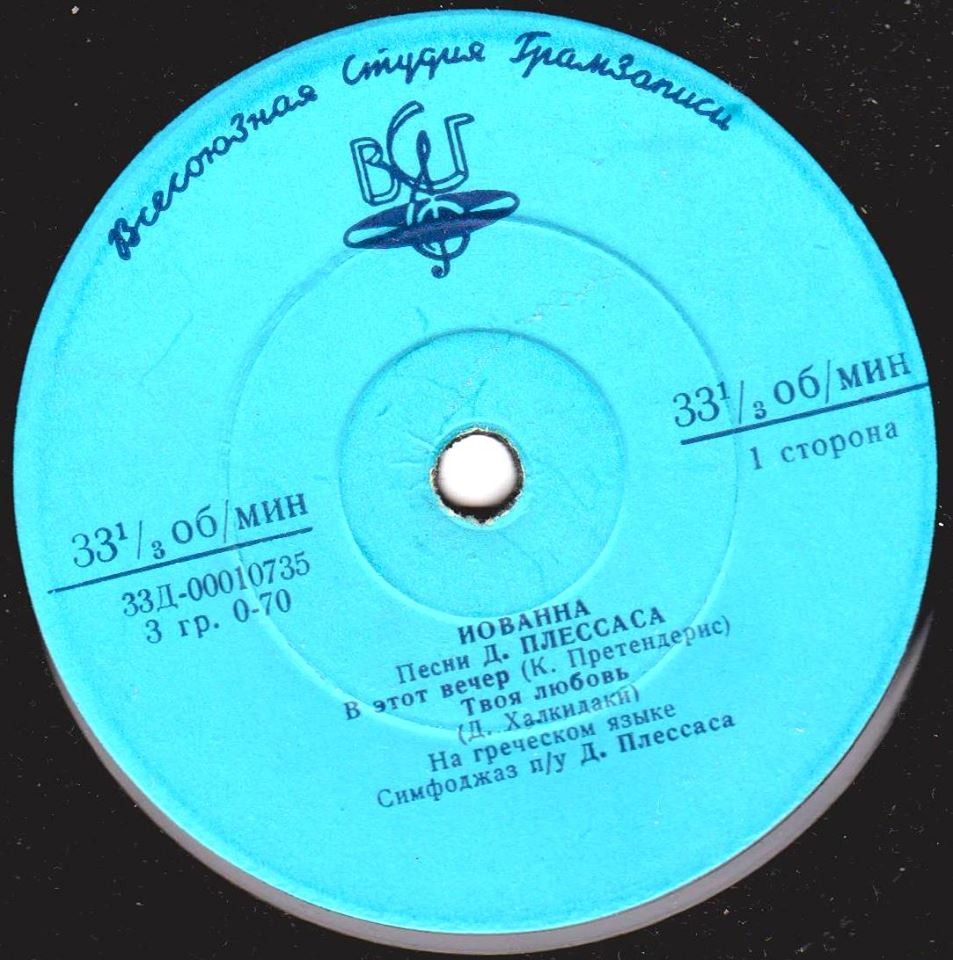 Всесоюзная Студия Грамзаписи
ВСГ
33¹/₃ об/мин
1 сторона
33¹/₃ об/мин
33Д-00010735
3 гр. 0-70
ИОВАННА
Песни Д. ПЛЕССАСА
В этот вечер (К. Претендерис)
Твоя любовь
(Д. Халкидаки)
На греческом языке
Симфоджаз п/у Д. Плессаса